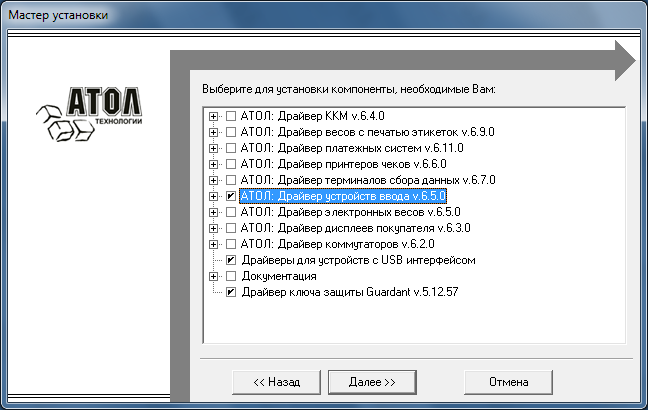 Мастер установки
АТОЛ
ТЕХНОЛОГИИ
Выберите для установки компоненты, необходимые Вам:
АТОЛ: Драйвер ККМ v.6.4.0
АТОЛ: Драйвер весов с печатью этикеток v.6.9.0
АТОЛ: Драйвер платежных систем v.6.11.0
АТОЛ: Драйвер принтеров чеков v.6.6.0
АТОЛ: Драйвер терминалов сбора данных v.6.7.0
АТОЛ: Драйвер устройств ввода v.6.5.0
АТОЛ: Драйвер электронных весов v.6.5.0
АТОЛ: Драйвер дисплеев покупателя v.6.3.0
АТОЛ: Драйвер коммутаторов v.6.2.0
Драйверы для устройств с USB интерфейсом
Документация
Драйвер ключа защиты Guardant v.5.12.57
<< Назад
Далее >>
Отмена